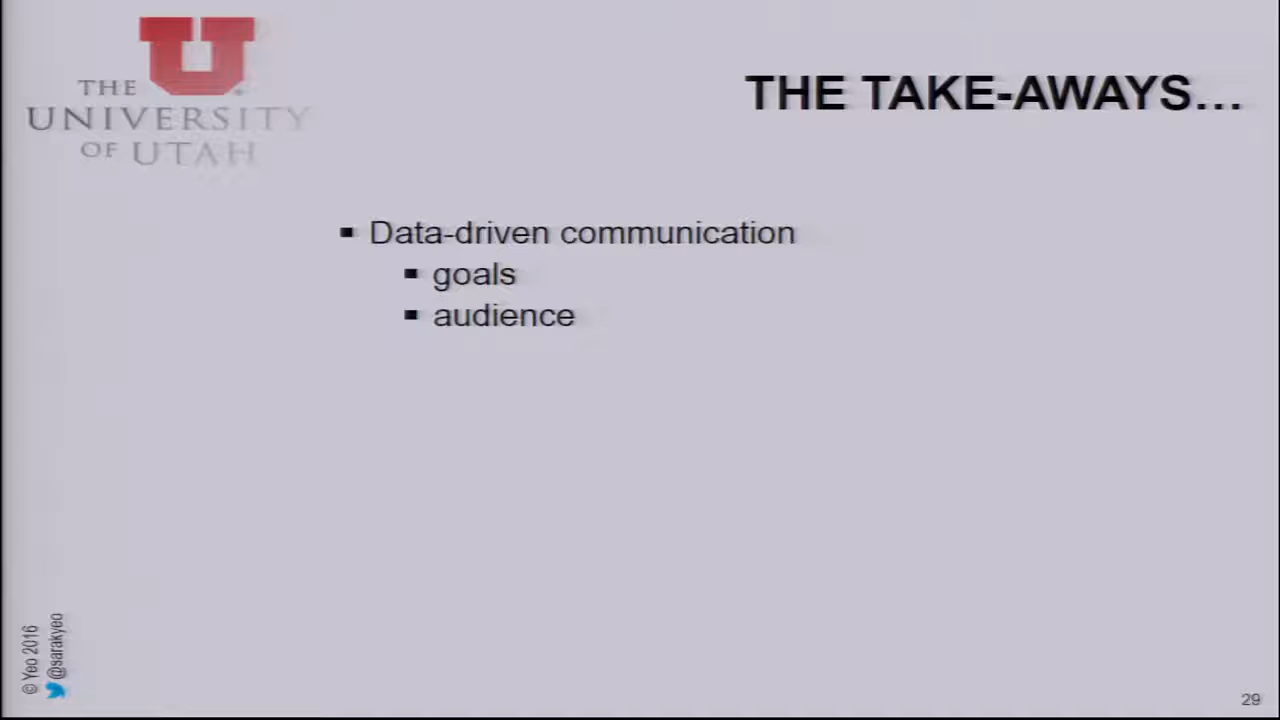 THE
UNIVERSITY
OF UTAH
THE TAKE-AWAYS…
▪ Data-driven communication
▪ goals
▪ audience
© Yeo 2016
@sarakyeo
29